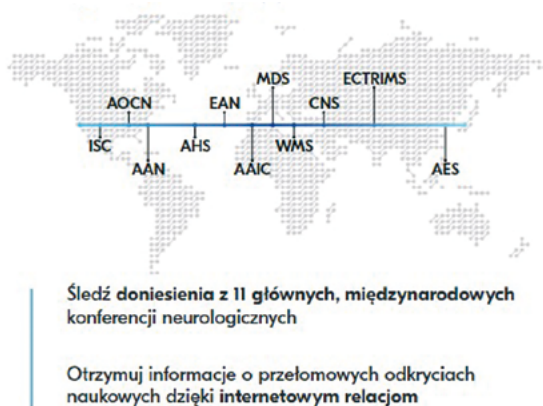 MDS ECTRIMS
AOCN EAN CNS
ISC AHS WMS
AAN AAIC AES
Śledź doniesienia z 11 głównych, międzynarodowych
konferencji neurologicznych
Otrzymuj informacje o przełomowych odkryciach
naukowych dzięki internetowym relacjom